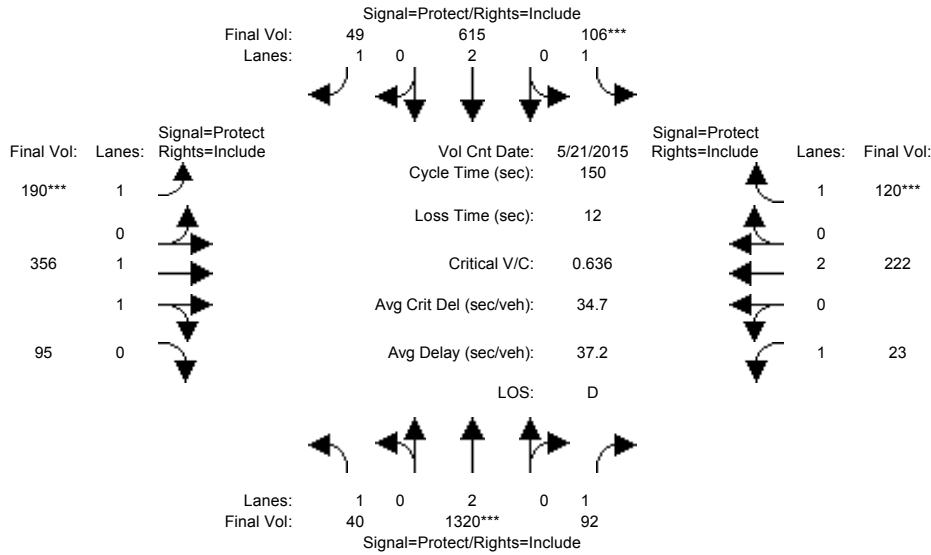 Signal=Protect/Rights=Include
Final Vol: 49 615 106***
Lanes: 1 0 2 0 1
Signal=Protect Signal=Protect
Final Vol: Lanes: Rights=Include Vol Cnt Date: 5/21/2015 Rights=Include Lanes: Final Vol:
Cycle Time (sec): 150
190*** 1 1 120***
Loss Time (sec): 12
0 0
356 1 Critical V/C: 0.636 2 222
1 Avg Crit Del (sec/veh): 34.7 0
95 0 Avg Delay (sec/veh): 37.2 1 23
LOS: D
Lanes: 1 0 2 0 1
Final Vol: 40 1320*** 92
Signal=Protect/Rights=Include